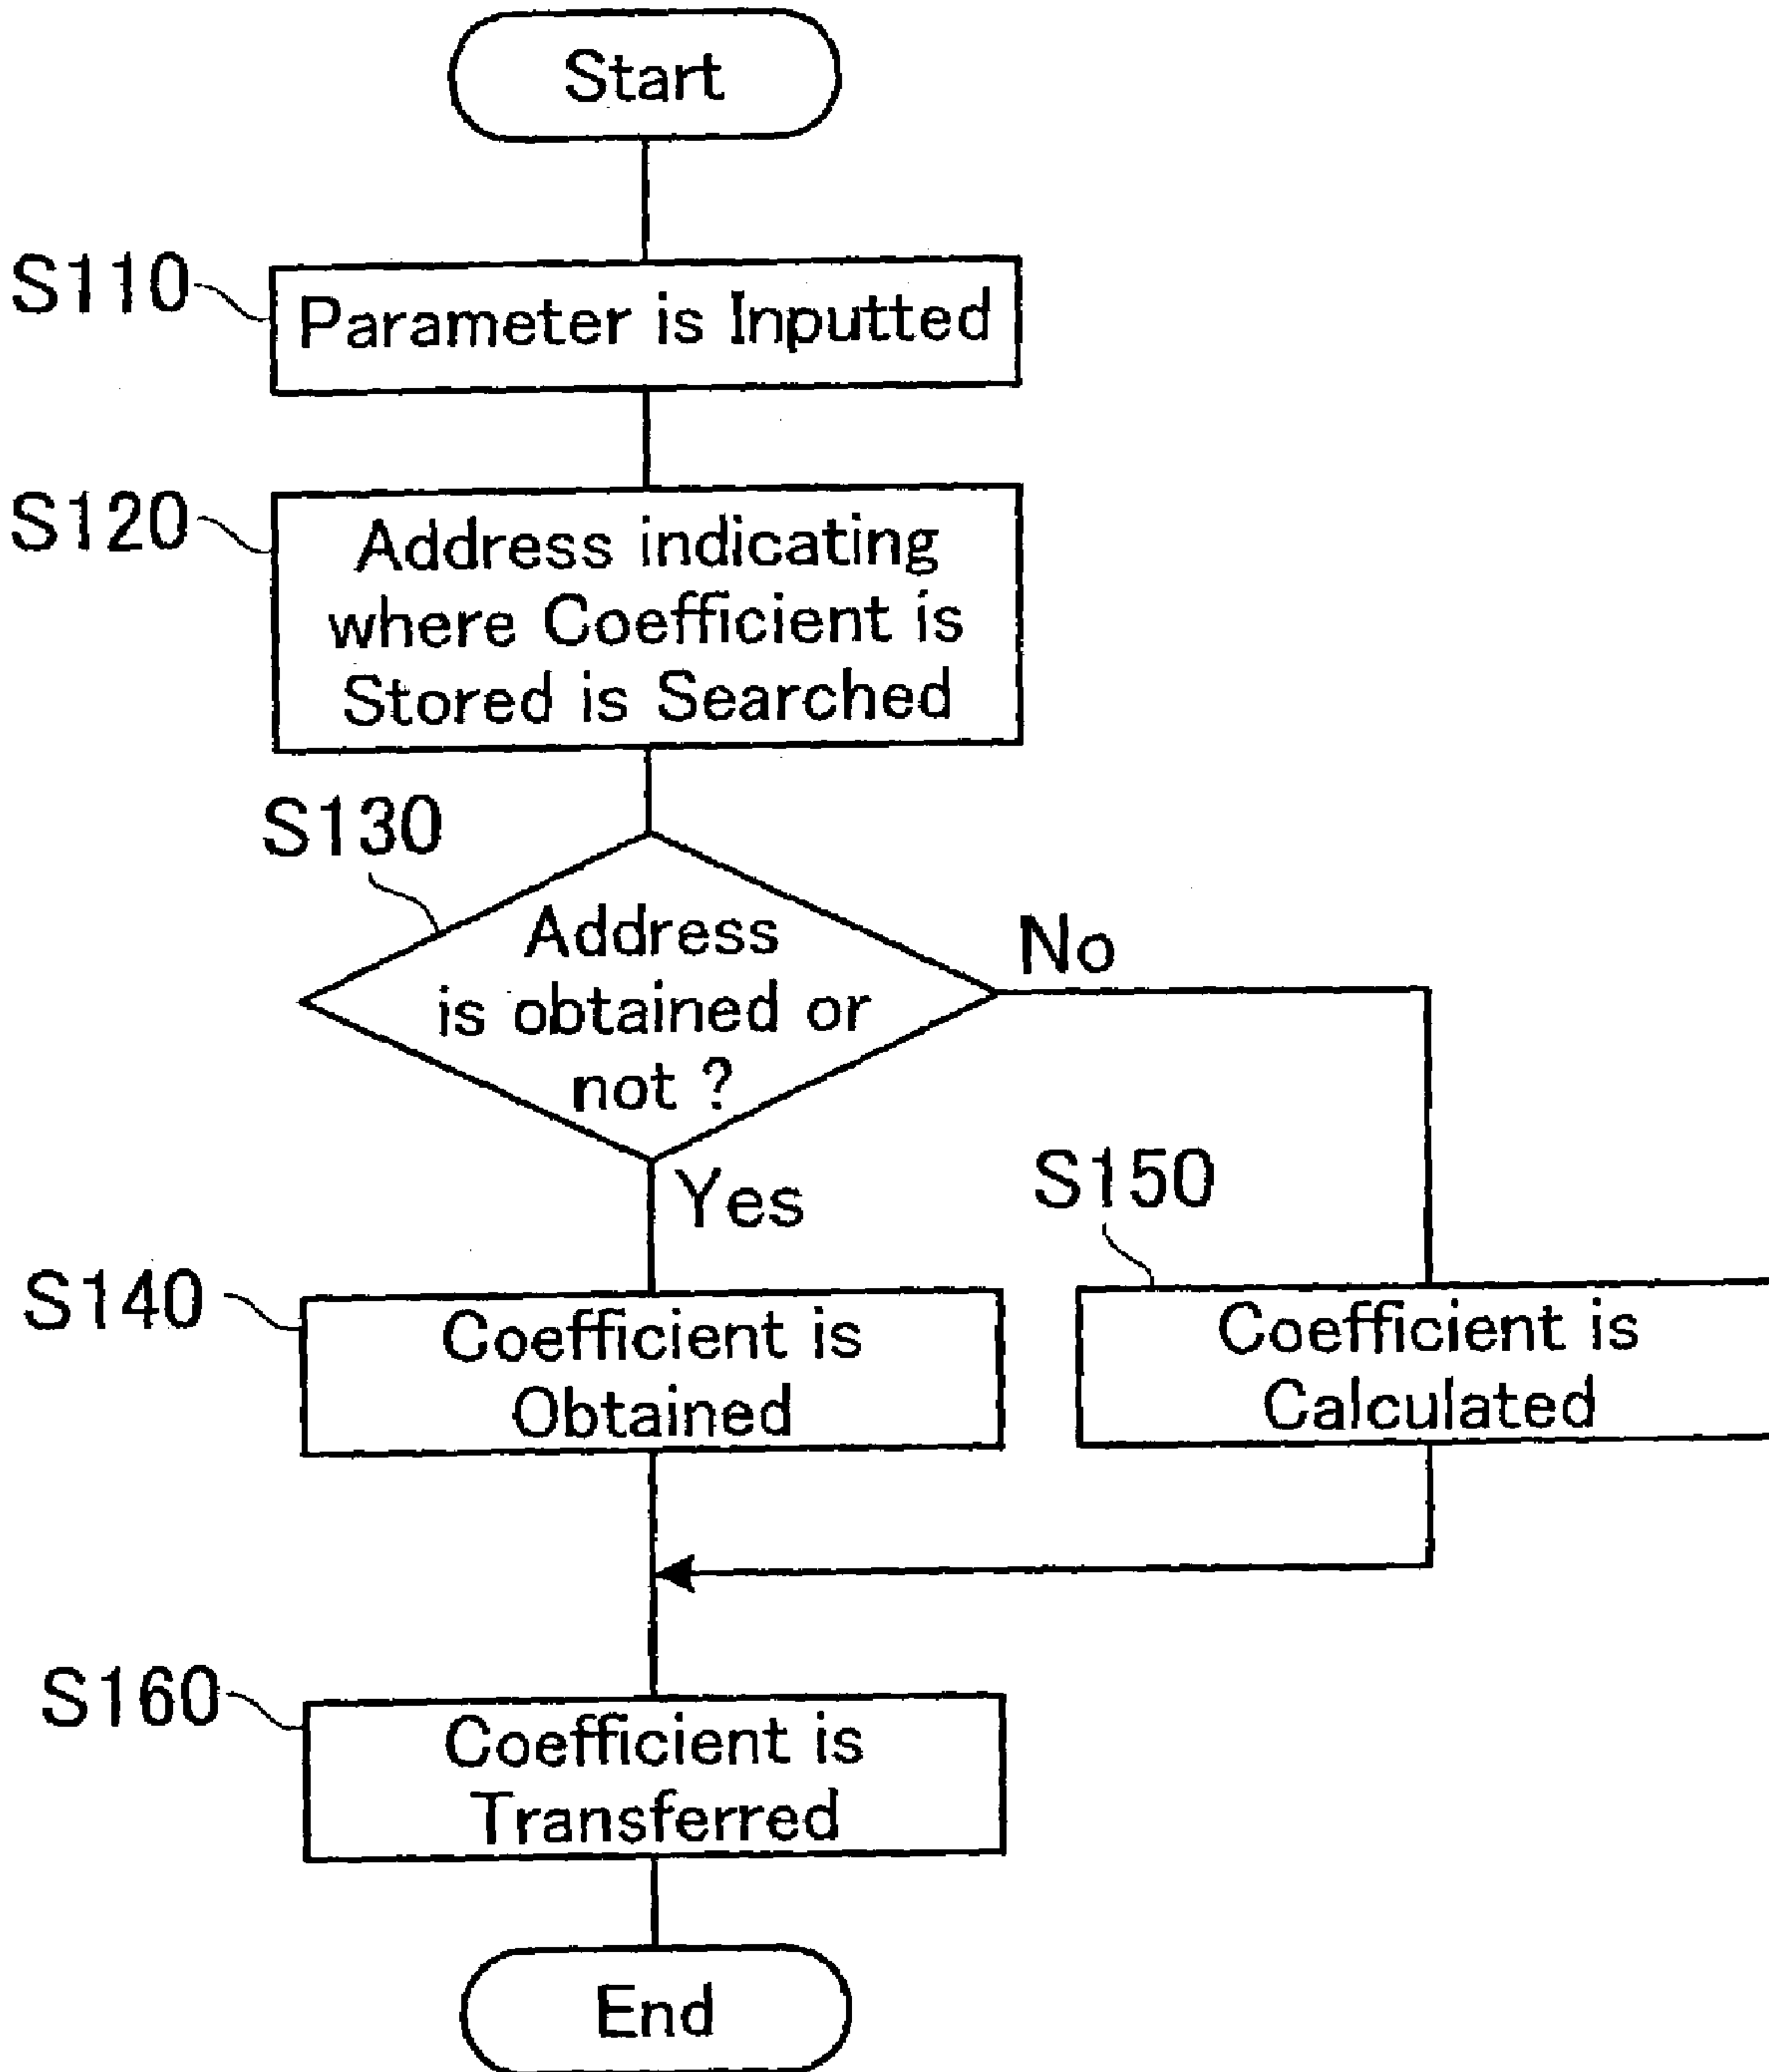 Start
S110
Parameter is Inputted
S120
Address indicating
where Coefficient is
Stored is Searched
S130
Address
is obtained or
not ?
No
Yes
S140
Coefficient is
Obtained
S150
Coefficient is
Calculated
S160
Coefficient is
Transferred
End